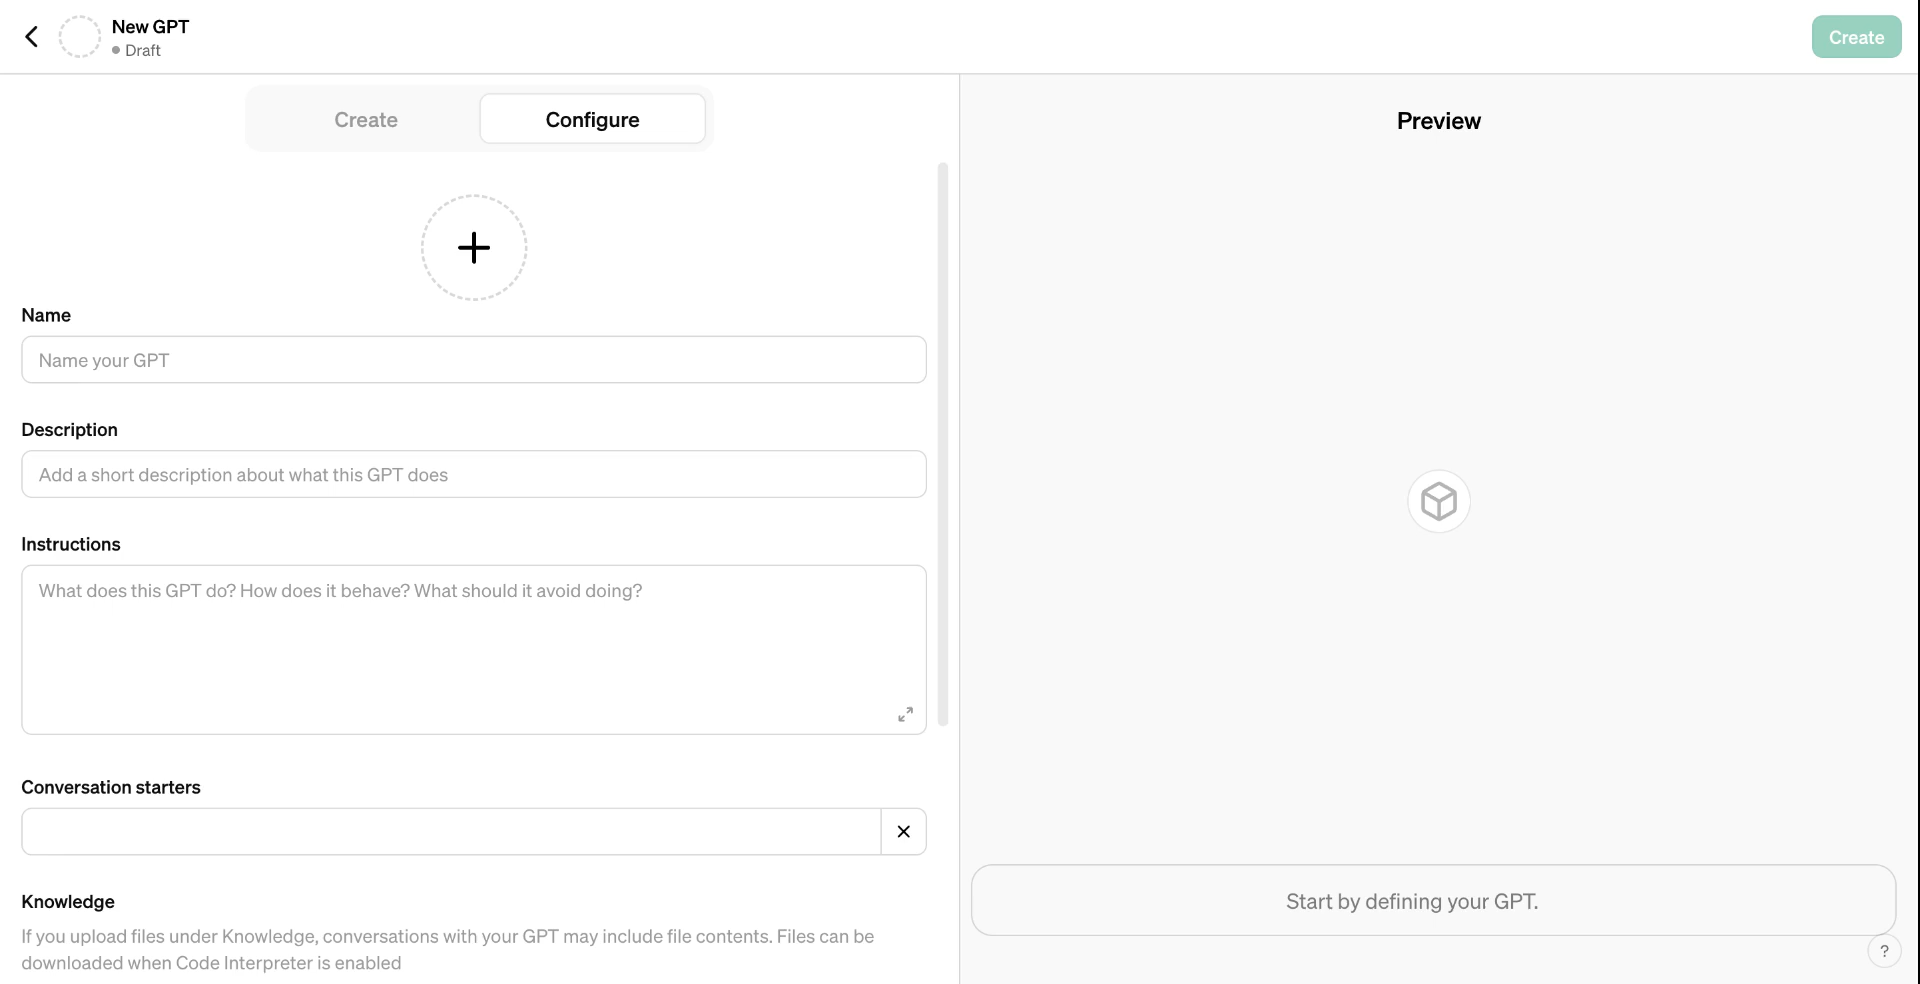 New GPT
Draft
Create
Create
Configure
Name
Name your GPT
Description
Add a short description about what this GPT does
Instructions
What does this GPT do? How does it behave? What should it avoid doing?
Conversation starters
Knowledge
If you upload files under Knowledge, conversations with your GPT may include file contents. Files can be
downloaded when Code Interpreter is enabled
Preview
Start by defining your GPT.
?